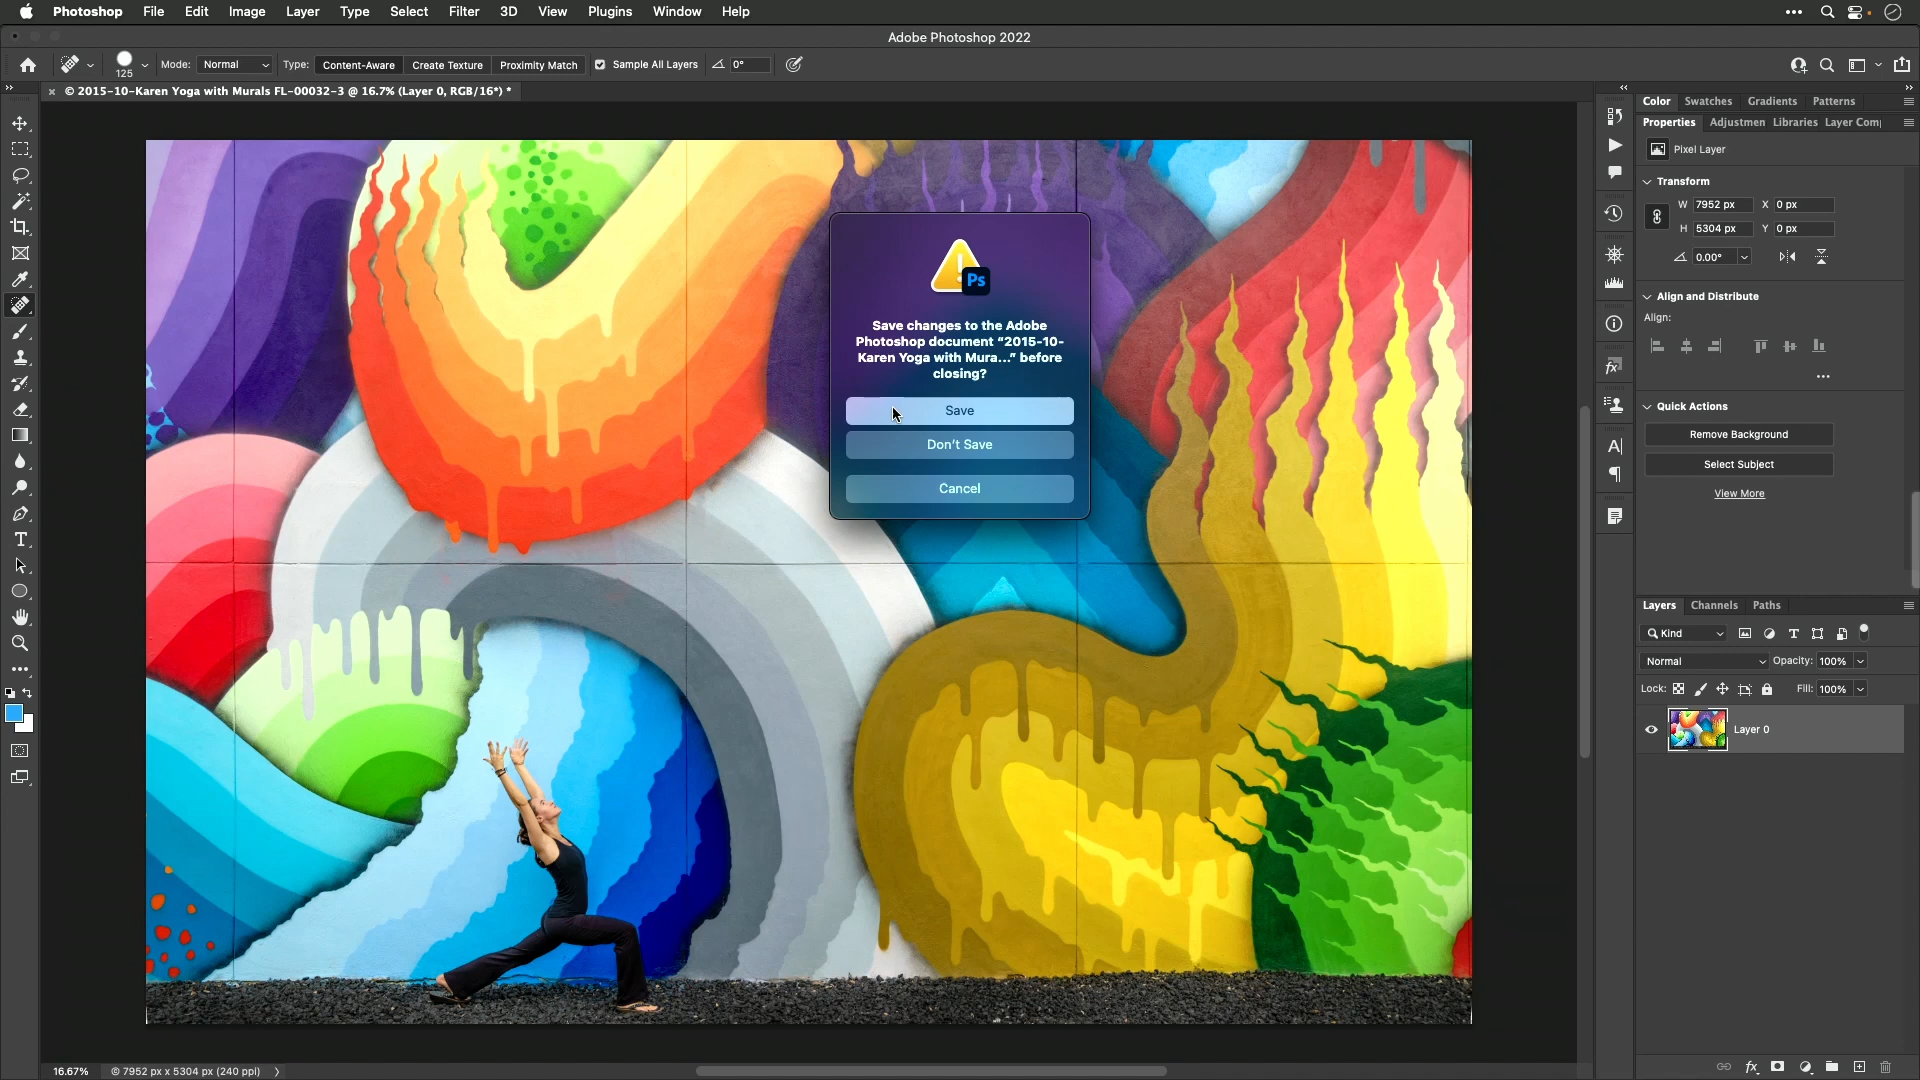 Photoshop File Edit Image Layer Type Select Filter 3D View Plugins Window Help
Adobe Photoshop 2022
125 Mode: Normal Type: Content-Aware Create Texture Proximity Match Sample All Layers 0°
© 2015-10-Karen Yoga with Murals FL-00032-3 @ 16.7% (Layer 0, RGB/16*) *
Color Swatches Gradients Patterns
Properties Adjustmen Libraries Layer Com
Pixel Layer
Transform
W 7952 px X 0 px
H 5304 px Y 0 px
0.00°
Align and Distribute
Align:
Quick Actions
Remove Background
Select Subject
View More
Ps
Save changes to the Adobe
Photoshop document “2015-10-
Karen Yoga with Mura...” before
closing?
Save
Don’t Save
Cancel
Layers Channels Paths
Kind
Normal Opacity: 100%
Lock: Fill: 100%
Layer 0
16.67% © 7952 px x 5304 px (240 ppi)